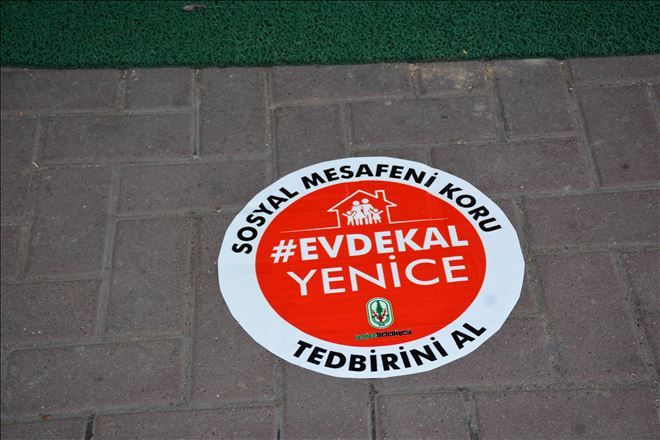 SOSYAL MESAFENİ KORU
#EVDEKAL
YENİCE
TEDBİRİNİ AL